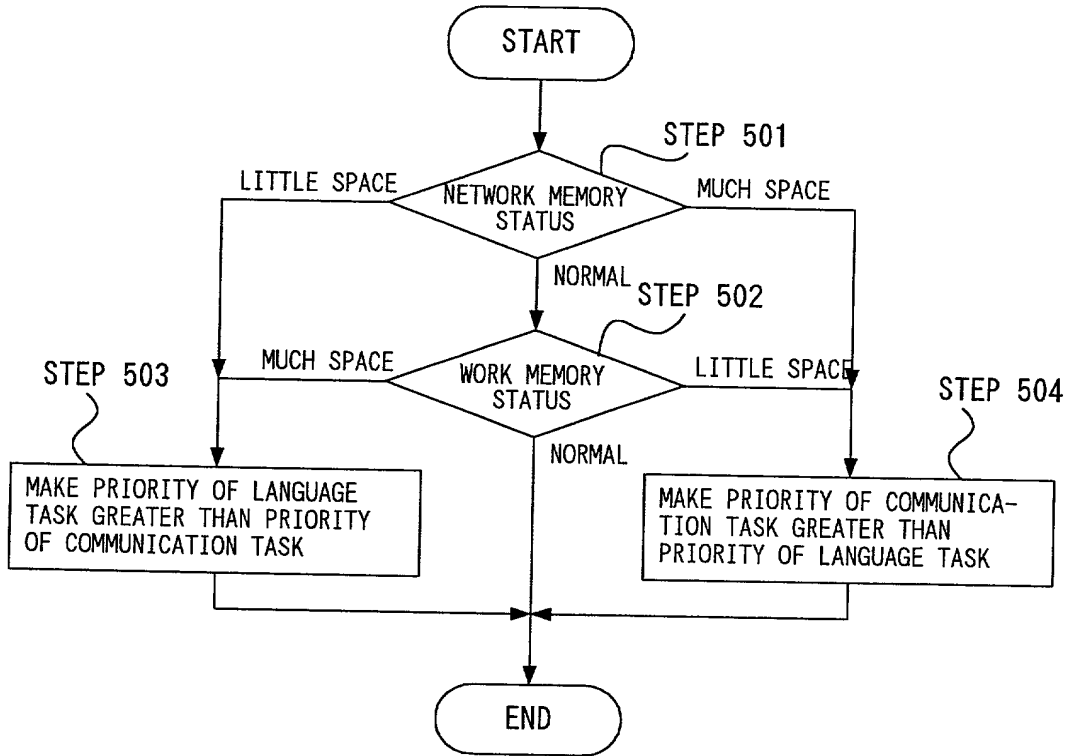 START
STEP 501
LITTLE SPACE
NETWORK MEMORY
STATUS
MUCH SPACE
NORMAL
STEP 502
MUCH SPACE
WORK MEMORY
STATUS
LITTLE SPACE
NORMAL
STEP 503
STEP 504
MAKE PRIORITY OF LANGUAGE
TASK GREATER THAN PRIORITY
OF COMMUNICATION TASK
MAKE PRIORITY OF COMMUNICA-
TION TASK GREATER THAN
PRIORITY OF LANGUAGE TASK
END